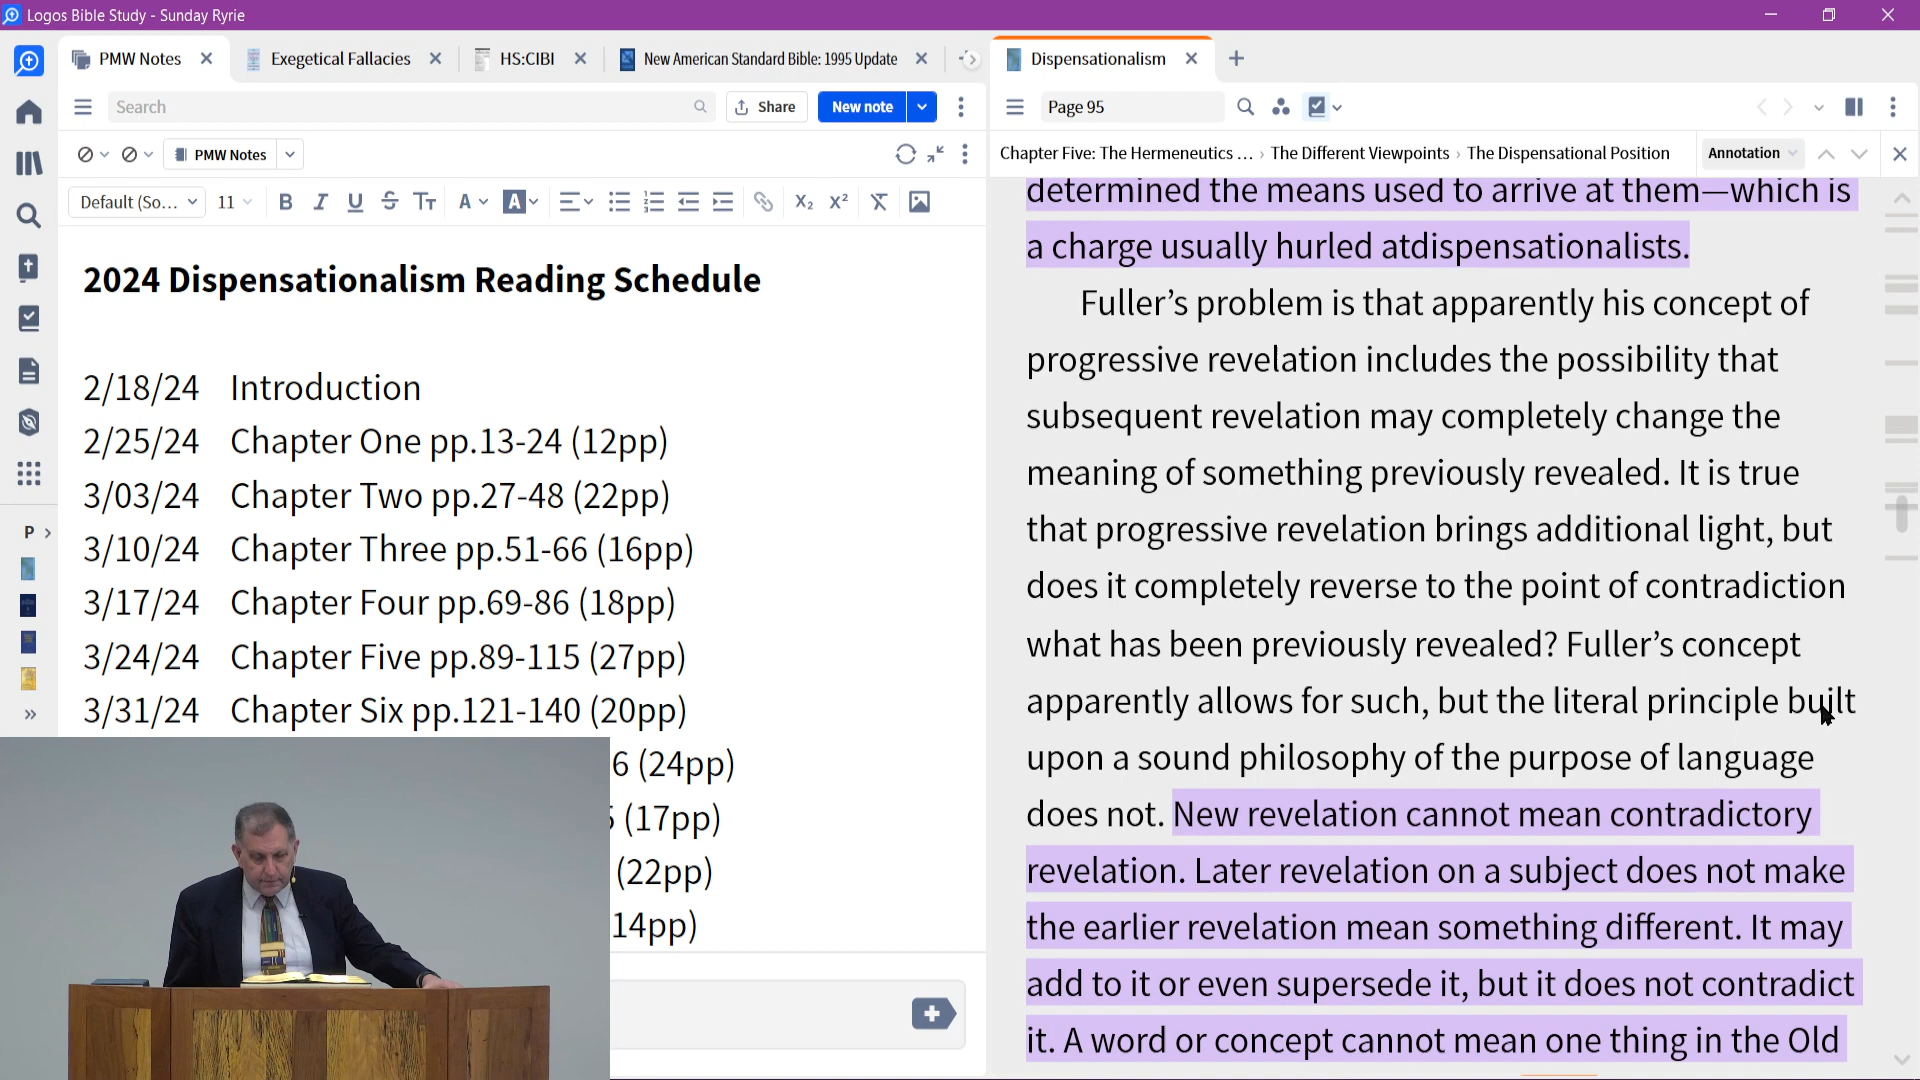 Logos Bible Study - Sunday Ryrie
PMW Notes
Exegetical Fallacies
HS:CIBI
New American Standard Bible: 1995 Update
Dispensationalism
Search
Share
New note
Page 95
PMW Notes
Chapter Five: The Hermeneutics ... › The Different Viewpoints › The Dispensational Position
Annotation
Default (So...
11
B I U S Tт A A X₂ X²
2024 Dispensationalism Reading Schedule
2/18/24 Introduction
2/25/24 Chapter One pp.13-24 (12pp)
3/03/24 Chapter Two pp.27-48 (22pp)
3/10/24 Chapter Three pp.51-66 (16pp)
3/17/24 Chapter Four pp.69-86 (18pp)
3/24/24 Chapter Five pp.89-115 (27pp)
3/31/24 Chapter Six pp.121-140 (20pp)
6 (24pp)
(17pp)
(22pp)
14pp)
P
determined the means used to arrive at them—which is
a charge usually hurled atdispensationalists.
Fuller’s problem is that apparently his concept of
progressive revelation includes the possibility that
subsequent revelation may completely change the
meaning of something previously revealed. It is true
that progressive revelation brings additional light, but
does it completely reverse to the point of contradiction
what has been previously revealed? Fuller’s concept
apparently allows for such, but the literal principle built
upon a sound philosophy of the purpose of language
does not. New revelation cannot mean contradictory
revelation. Later revelation on a subject does not make
the earlier revelation mean something different. It may
add to it or even supersede it, but it does not contradict
it. A word or concept cannot mean one thing in the Old